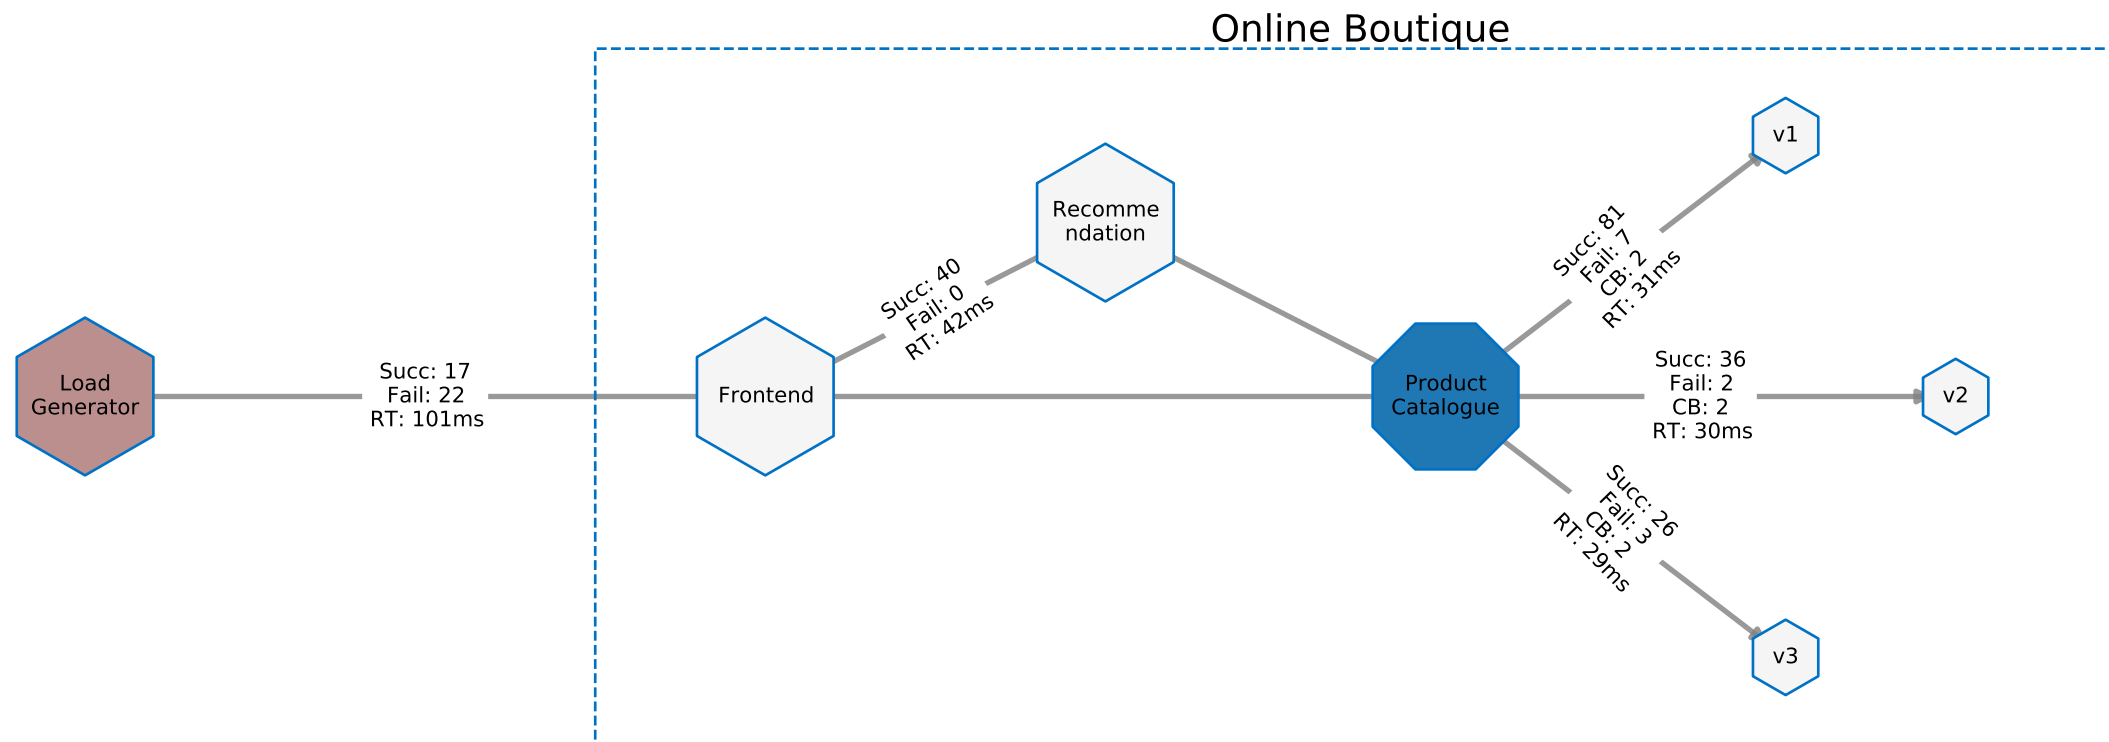 Online Boutique
Load
Generator
Succ: 17
Fail: 22
RT: 101ms
Frontend
Succ: 40
Fail: 0
RT: 42ms
Recomme
ndation
Product
Catalogue
Succ: 81
Fail: 7
CB: 2
RT: 31ms
v1
Succ: 36
Fail: 2
CB: 2
RT: 30ms
v2
Succ: 26
Fail: 3
CB: 2
RT: 29ms
v3